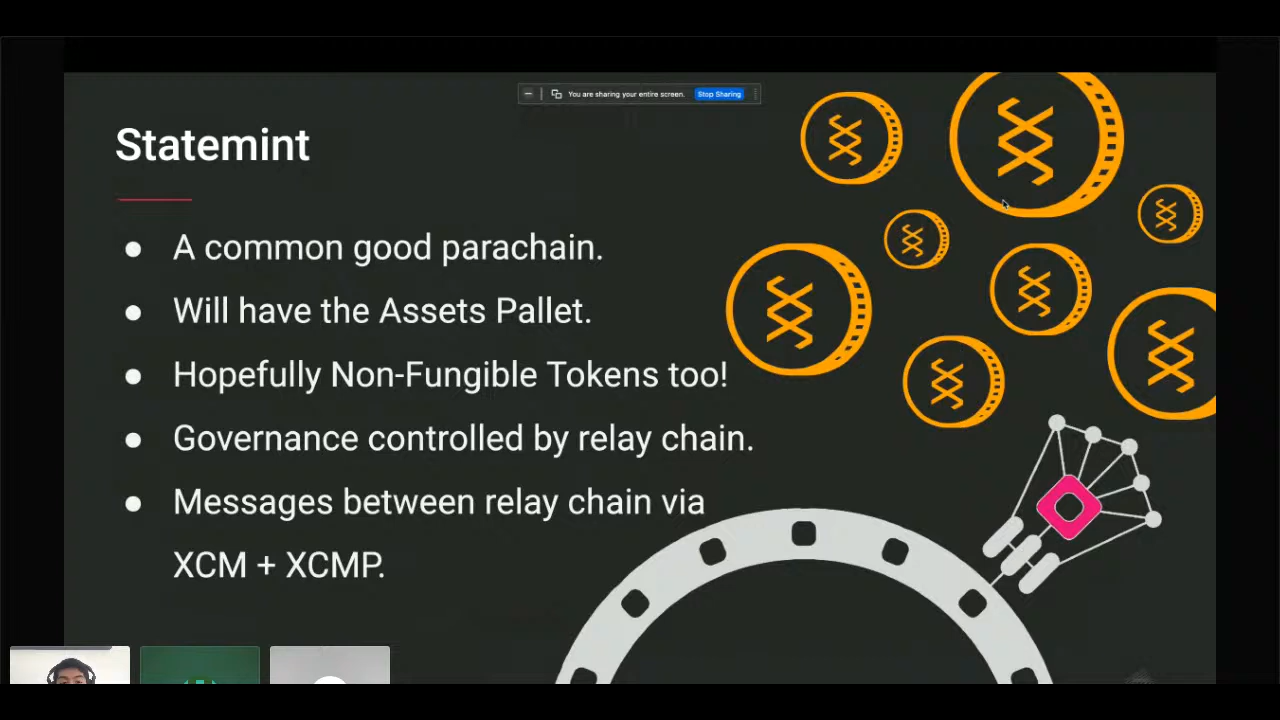 You are sharing your entire screen. Stop Sharing
Statemint
● A common good parachain.
● Will have the Assets Pallet.
● Hopefully Non-Fungible Tokens too!
● Governance controlled by relay chain.
● Messages between relay chain via
XCM + XCMP.